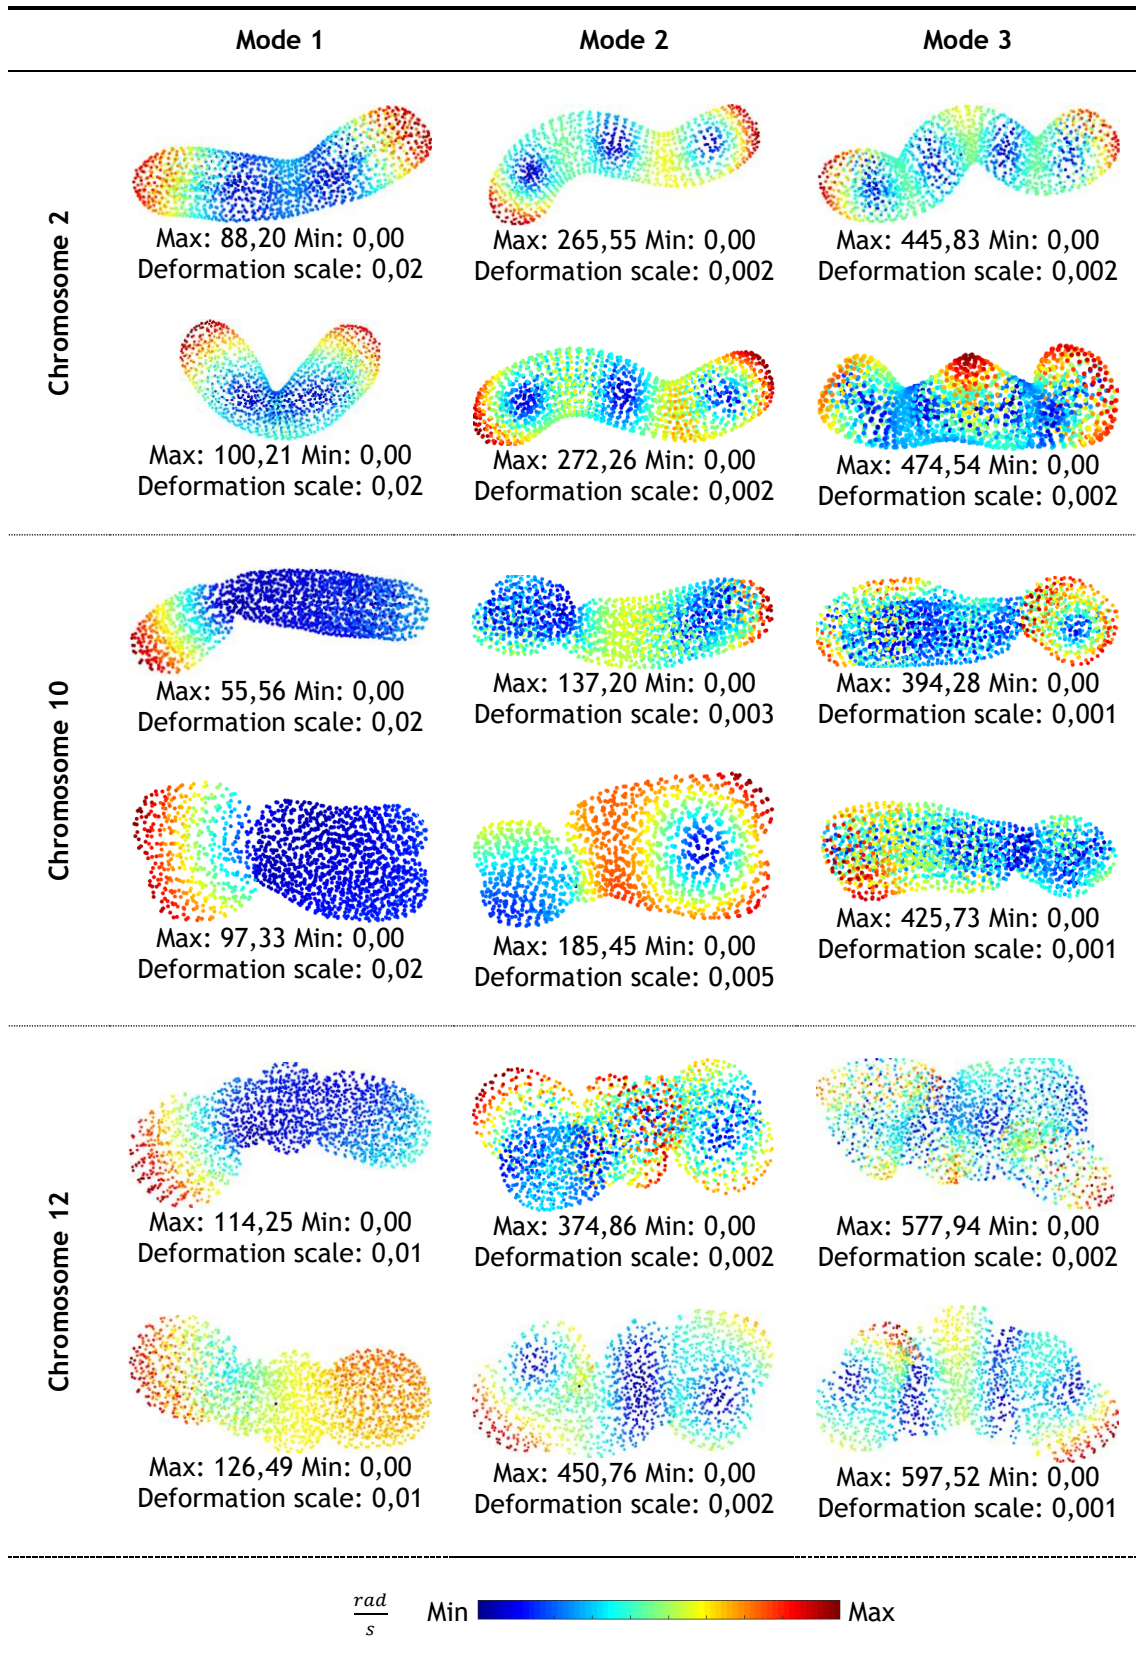 Mode 1 Mode 2 Mode 3
Chromosome 2
Max: 88,20 Min: 0,00
Deformation scale: 0,02
Max: 265,55 Min: 0,00
Deformation scale: 0,002
Max: 445,83 Min: 0,00
Deformation scale: 0,002
Max: 100,21 Min: 0,00
Deformation scale: 0,02
Max: 272,26 Min: 0,00
Deformation scale: 0,002
Max: 474,54 Min: 0,00
Deformation scale: 0,002
Chromosome 10
Max: 55,56 Min: 0,00
Deformation scale: 0,02
Max: 137,20 Min: 0,00
Deformation scale: 0,003
Max: 394,28 Min: 0,00
Deformation scale: 0,001
Max: 97,33 Min: 0,00
Deformation scale: 0,02
Max: 185,45 Min: 0,00
Deformation scale: 0,005
Max: 425,73 Min: 0,00
Deformation scale: 0,001
Chromosome 12
Max: 114,25 Min: 0,00
Deformation scale: 0,01
Max: 374,86 Min: 0,00
Deformation scale: 0,002
Max: 577,94 Min: 0,00
Deformation scale: 0,002
Max: 126,49 Min: 0,00
Deformation scale: 0,01
Max: 450,76 Min: 0,00
Deformation scale: 0,002
Max: 597,52 Min: 0,00
Deformation scale: 0,001
rad
s
Min Max